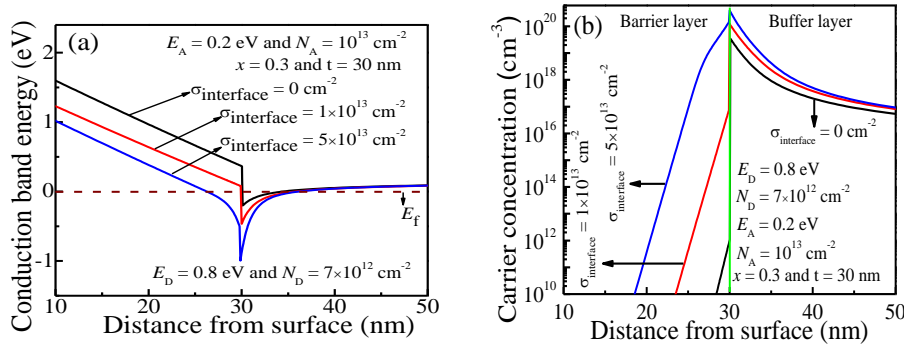 (a)
E_A = 0.2 eV and N_A = 10^13 cm^-2
x = 0.3 and t = 30 nm
σ_interface = 0 cm^-2
σ_interface = 1×10^13 cm^-2
σ_interface = 5×10^13 cm^-2
E_f
E_D = 0.8 eV and N_D = 7×10^12 cm^-2
Conduction band energy (eV)
2
1
0
-1
10 20 30 40 50
Distance from surface (nm)
(b)
Barrier layer
Buffer layer
σ_interface = 1×10^13 cm^-2
σ_interface = 5×10^13 cm^-2
σ_interface = 0 cm^-2
E_D = 0.8 eV
N_D = 7×10^12 cm^-2
E_A = 0.2 eV
N_A = 10^13 cm^-2
x = 0.3 and t = 30 nm
Carrier concentration (cm^-3)
10^20
10^18
10^16
10^14
10^12
10^10
10 20 30 40 50
Distance from surface (nm)